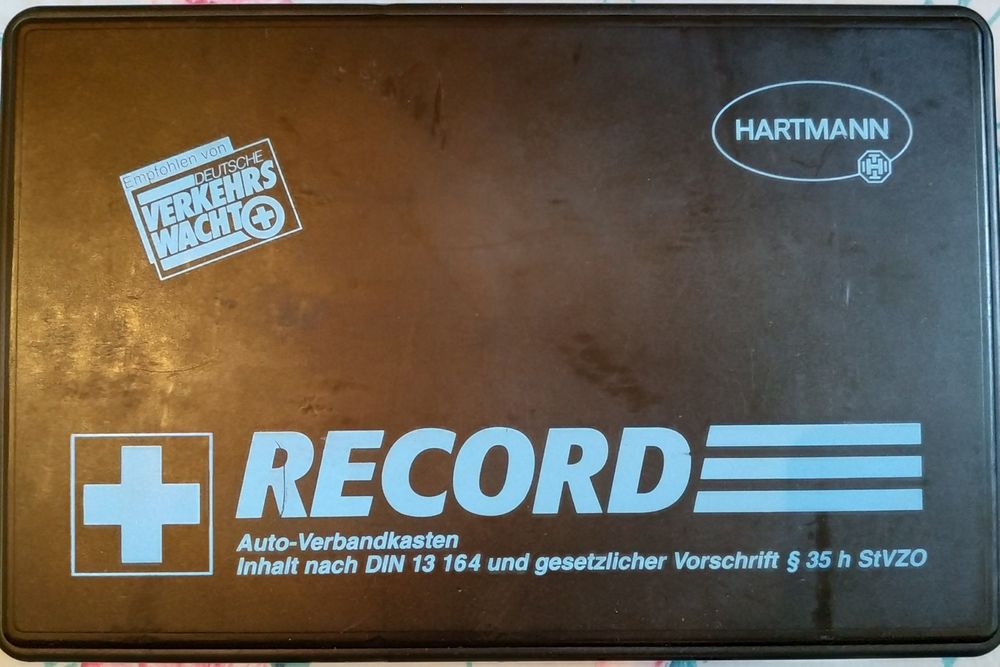 Empfohlen von
DEUTSCHE
VERKEHRS
WACHT
HARTMANN
H
RECORD
Auto-Verbandkasten
Inhalt nach DIN 13 164 und gesetzlicher Vorschrift § 35 h StVZO